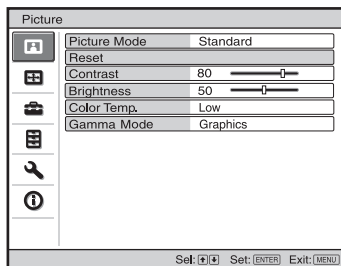 Picture
Picture Mode Standard
Reset
Contrast 80
Brightness 50
Color Temp. Low
Gamma Mode Graphics
Sel: Set: ENTER Exit: MENU